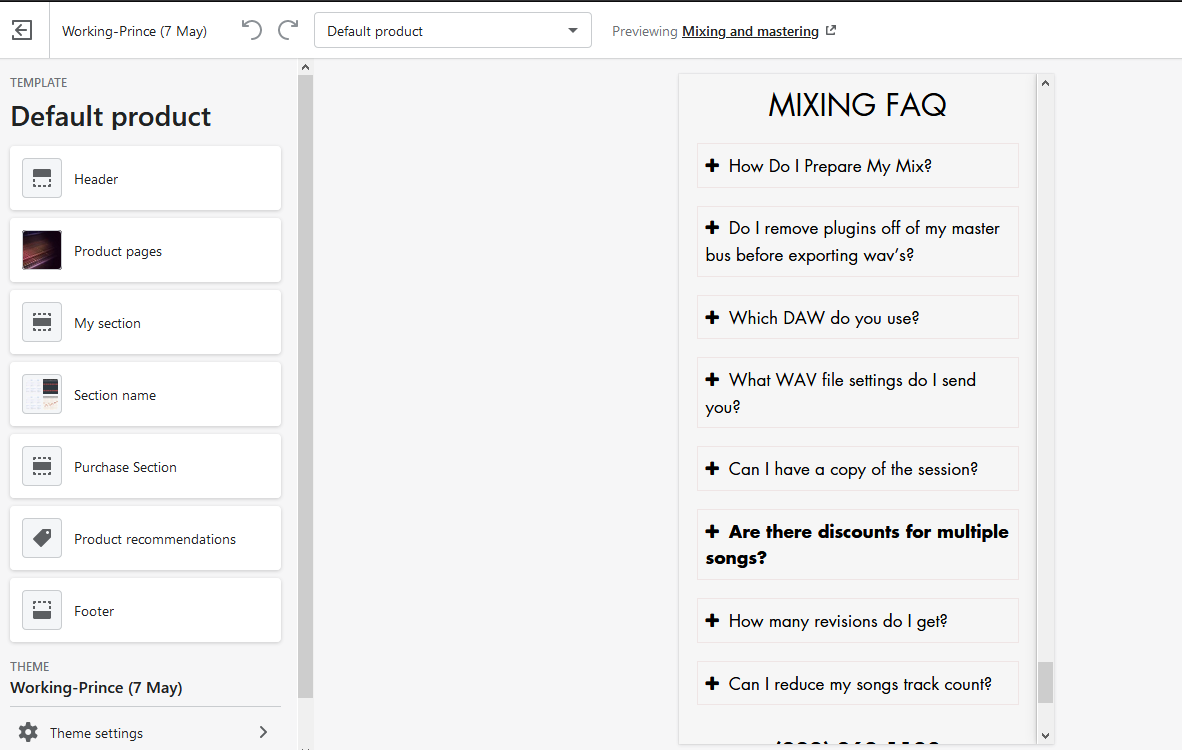 Working-Prince (7 May)
Default product
Previewing Mixing and mastering
TEMPLATE
Default product
Header
Product pages
My section
Section name
Purchase Section
Product recommendations
Footer
THEME
Working-Prince (7 May)
Theme settings
MIXING FAQ
How Do I Prepare My Mix?
Do I remove plugins off of my master
bus before exporting wav’s?
Which DAW do you use?
What WAV file settings do I send
you?
Can I have a copy of the session?
Are there discounts for multiple
songs?
How many revisions do I get?
Can I reduce my songs track count?